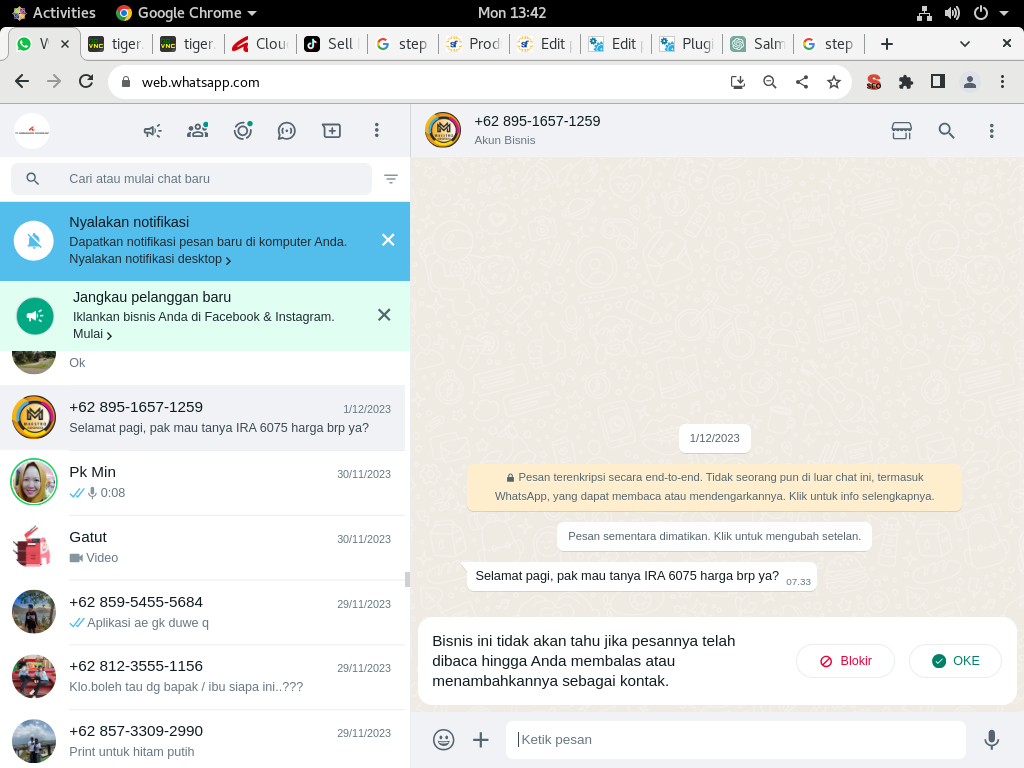 Activities
Google Chrome
Mon 13:42
W
tiger
tiger
Clou
Sell
step
Prod
Edit
Edit
Plugi
Salm
step
web.whatsapp.com
SEO
+62 895-1657-1259
Akun Bisnis
Cari atau mulai chat baru
Nyalakan notifikasi
Dapatkan notifikasi pesan baru di komputer Anda.
Nyalakan notifikasi desktop
Jangkau pelanggan baru
Iklankan bisnis Anda di Facebook & Instagram.
Mulai
Ok
+62 895-1657-1259
1/12/2023
Selamat pagi, pak mau tanya IRA 6075 harga brp ya?
Pk Min
30/11/2023
0:08
Gatut
30/11/2023
Video
+62 859-5455-5684
29/11/2023
Aplikasi ae gk duwe q
+62 812-3555-1156
29/11/2023
Klo.boleh tau dg bapak / ibu siapa ini..???
+62 857-3309-2990
29/11/2023
Print untuk hitam putih
1/12/2023
Pesan terenkripsi secara end-to-end. Tidak seorang pun di luar chat ini, termasuk
WhatsApp, yang dapat membaca atau mendengarkannya. Klik untuk info selengkapnya.
Pesan sementara dimatikan. Klik untuk mengubah setelan.
Selamat pagi, pak mau tanya IRA 6075 harga brp ya?
07.33
Bisnis ini tidak akan tahu jika pesannya telah
dibaca hingga Anda membalas atau
menambahkannya sebagai kontak.
Blokir
OKE
Ketik pesan